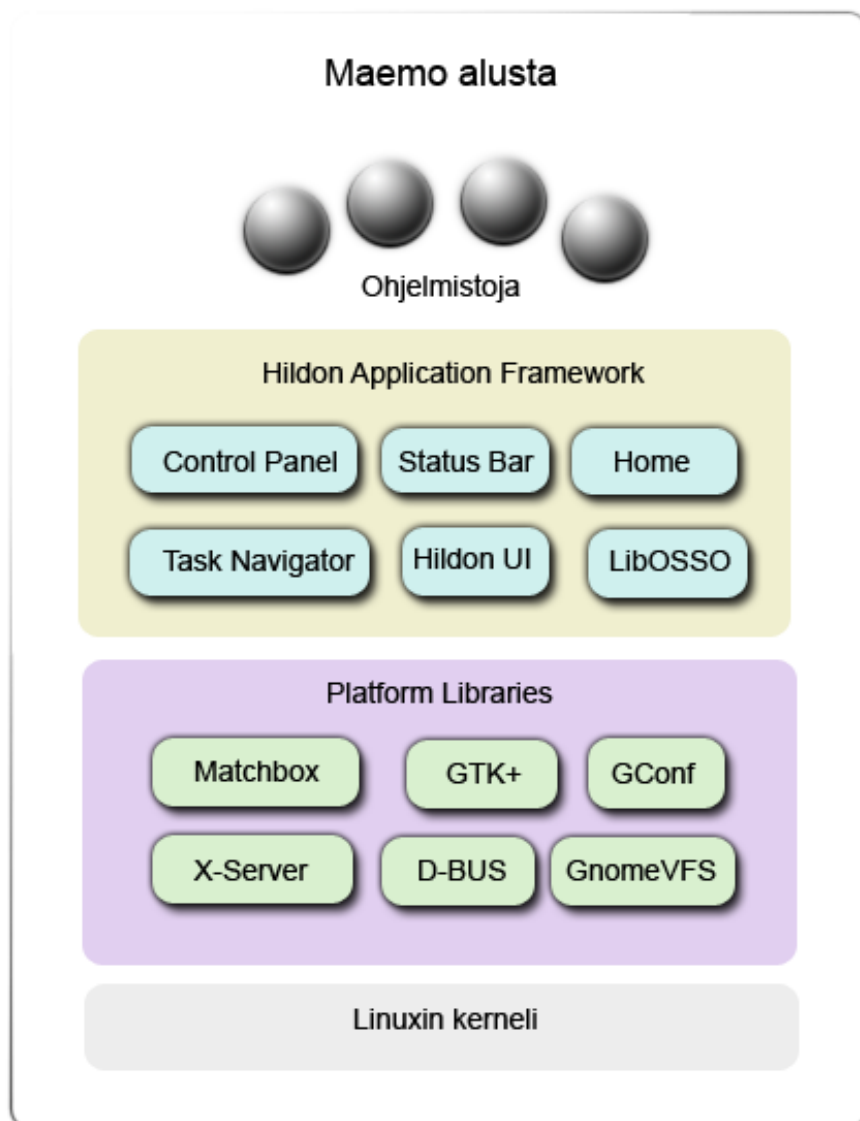 Maemo alusta
Ohjelmistoja
Hildon Application Framework
Control Panel
Status Bar
Home
Task Navigator
Hildon UI
LibOSSO
Platform Libraries
Matchbox
GTK+
GConf
X-Server
D-BUS
GnomeVFS
Linuxin kerneli